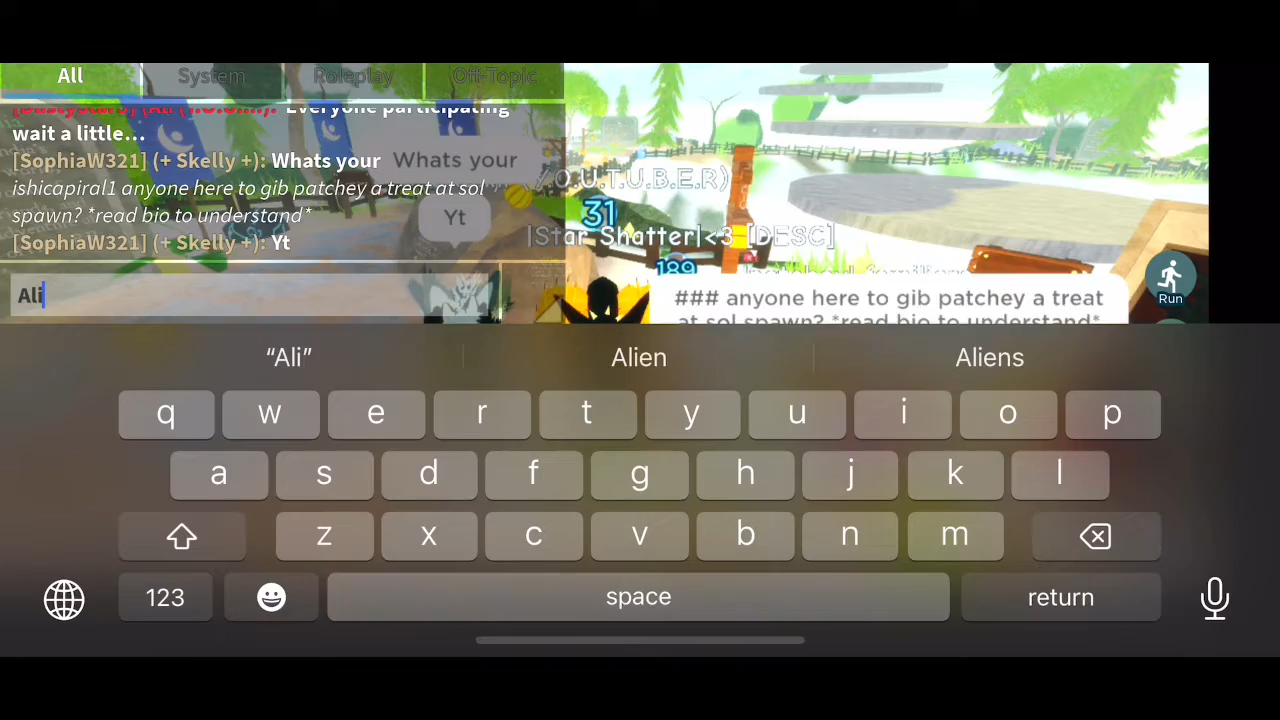 All System Roleplay Off-Topic
Everyone participating
wait a little...
[SophiaW321] (+ Skelly +): Whats your
ishicapiral1 anyone here to gib patchey a treat at sol
spawn? *read bio to understand*
[SophiaW321] (+ Skelly +): Yt
Whats your
Yt
Ali
Y.O.U.T.U.B.E.R)
31
|Star Shatter|<3 [DESC]
189
### anyone here to gib patchey a treat
at sol spawn? *read bio to understand*
Run
“Ali” Alien Aliens
q w e r t y u i o p
a s d f g h j k l
z x c v b n m
123 space return